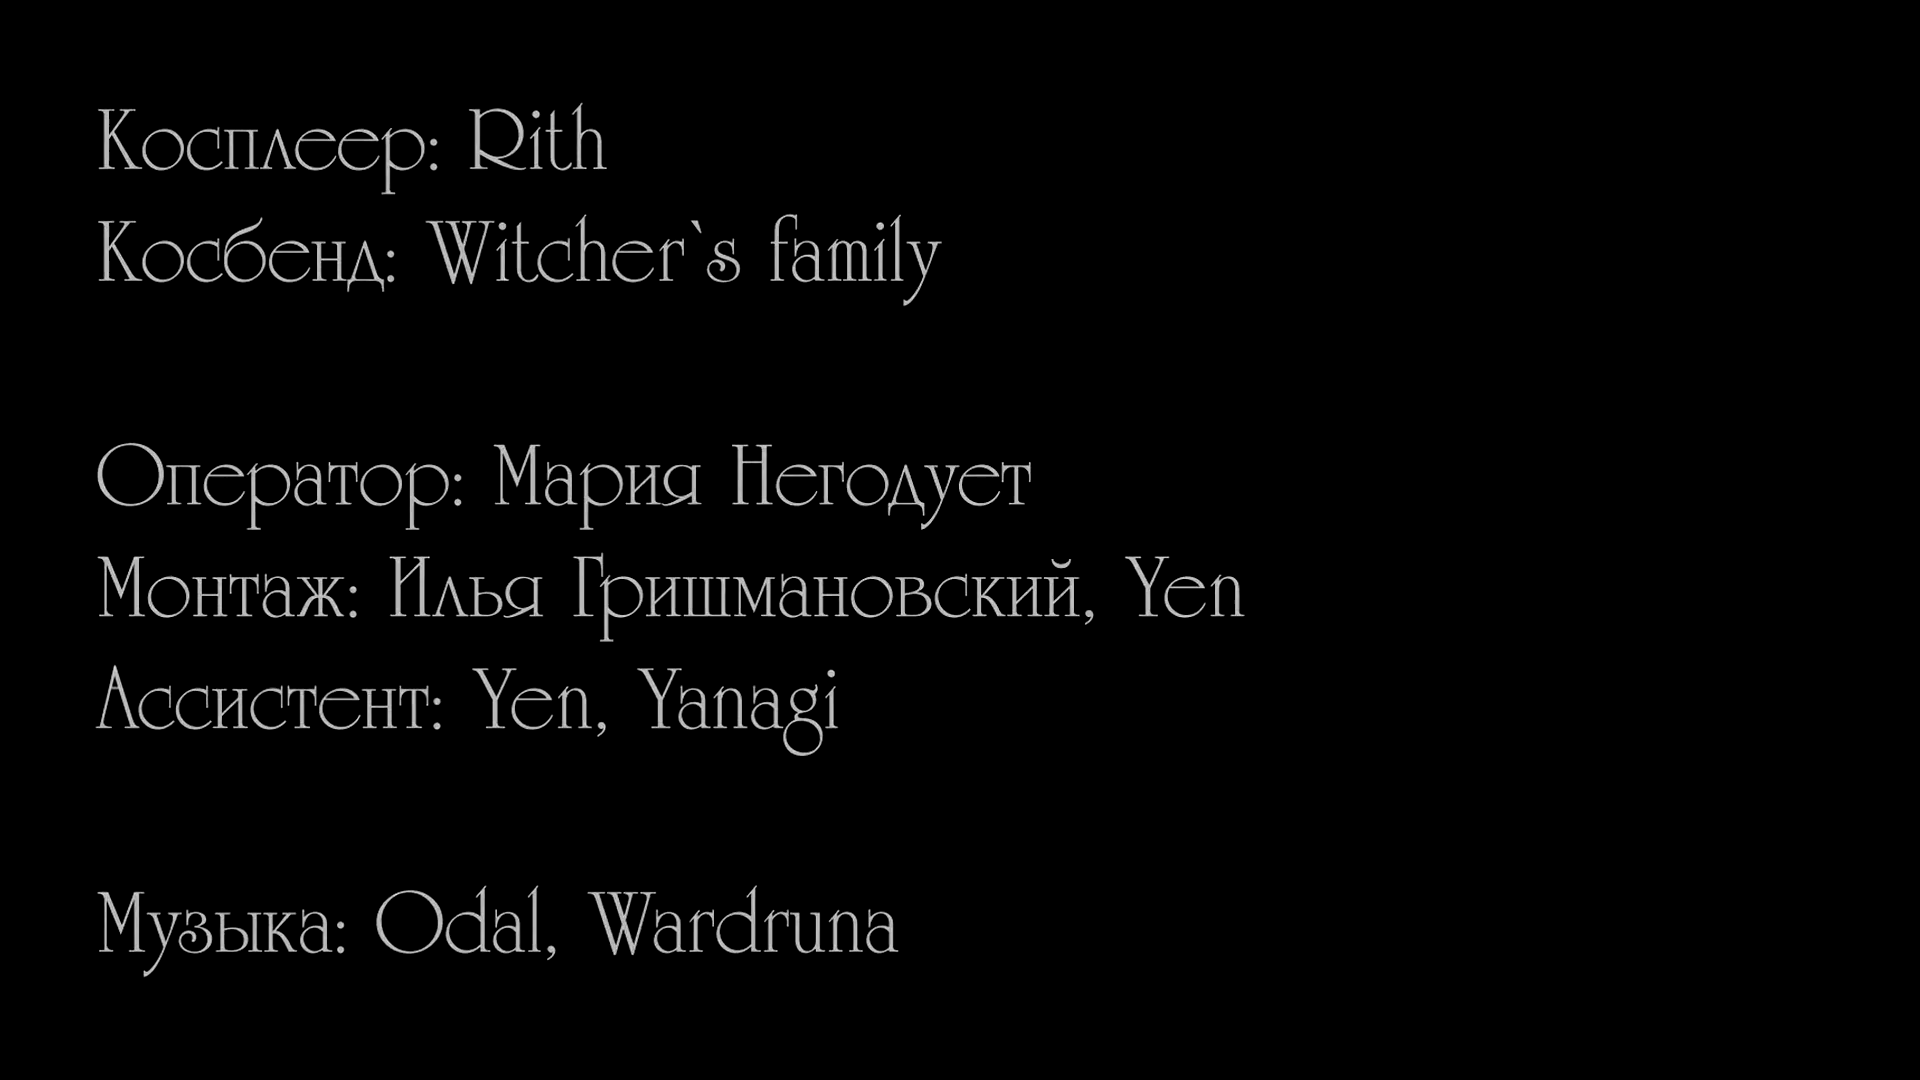 Косплеер: Rith
Косбенд: Witcher`s family
Оператор: Мария Негодует
Монтаж: Илья Гришмановский, Yen
Ассистент: Yen, Yanagi
Музыка: Odal, Wardruna